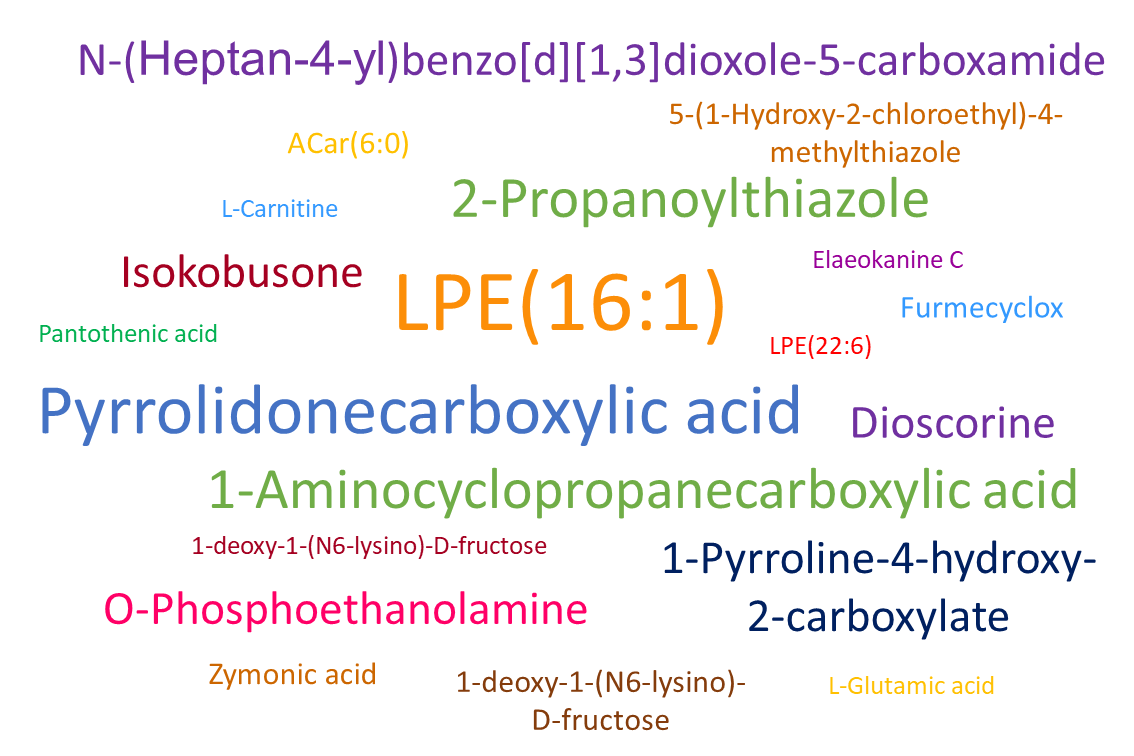 N-(Heptan-4-yl)benzo[d][1,3]dioxole-5-carboxamide
5-(1-Hydroxy-2-chloroethyl)-4-
methylthiazole
ACar(6:0)
2-Propanoylthiazole
L-Carnitine
Isokobusone
LPE(16:1)
Elaeokanine C
Furmecyclox
Pantothenic acid
LPE(22:6)
Pyrrolidonecarboxylic acid
Dioscorine
1-Aminocyclopropanecarboxylic acid
1-deoxy-1-(N6-lysino)-D-fructose
1-Pyrroline-4-hydroxy-
2-carboxylate
O-Phosphoethanolamine
Zymonic acid
1-deoxy-1-(N6-lysino)-
D-fructose
L-Glutamic acid